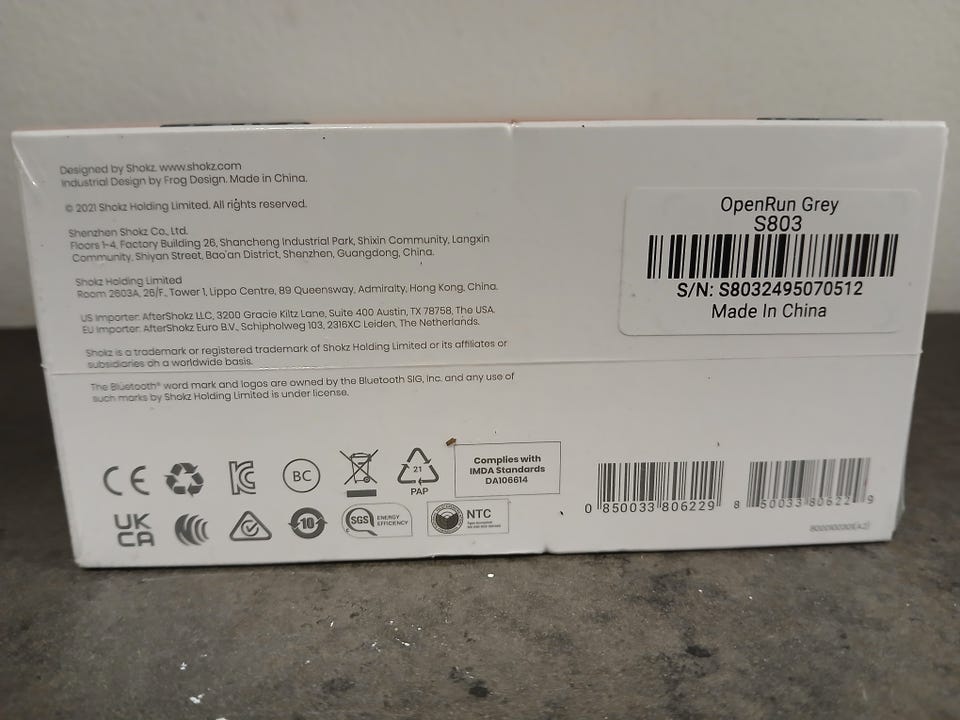 Designed by Shokz. www.shokz.com
Industrial Design by Frog Design. Made in China.
© 2021 Shokz Holding Limited. All rights reserved.
Shenzhen Shokz Co., Ltd.
Floors 1-4, Factory Building 26, Shancheng Industrial Park, Shixin Community, Langxin
Community, Shiyan Street, Bao'an District, Shenzhen, Guangdong, China.
Shokz Holding Limited
Room 2603A, 26/F., Tower 1, Lippo Centre, 89 Queensway, Admiralty, Hong Kong, China.
US Importer: AfterShokz LLC, 3200 Gracie Kiltz Lane, Suite 400 Austin, TX 78758, The USA.
EU Importer: AfterShokz Euro B.V., Schipholweg 103, 2316XC Leiden, The Netherlands.
Shokz is a trademark or registered trademark of Shokz Holding Limited or its affiliates or
subsidiaries on a worldwide basis.
The Bluetooth® word mark and logos are owned by the Bluetooth SIG, Inc. and any use of
such marks by Shokz Holding Limited is under license.
OpenRun Grey
S803
S/N: S8032495070512
Made In China
CE
BC
21
PAP
Complies with
IMDA Standards
DA106614
UK
CA
10
SGS ENERGY
EFFICIENCY
NTC
0 850033 806229
8 50033 80622 9